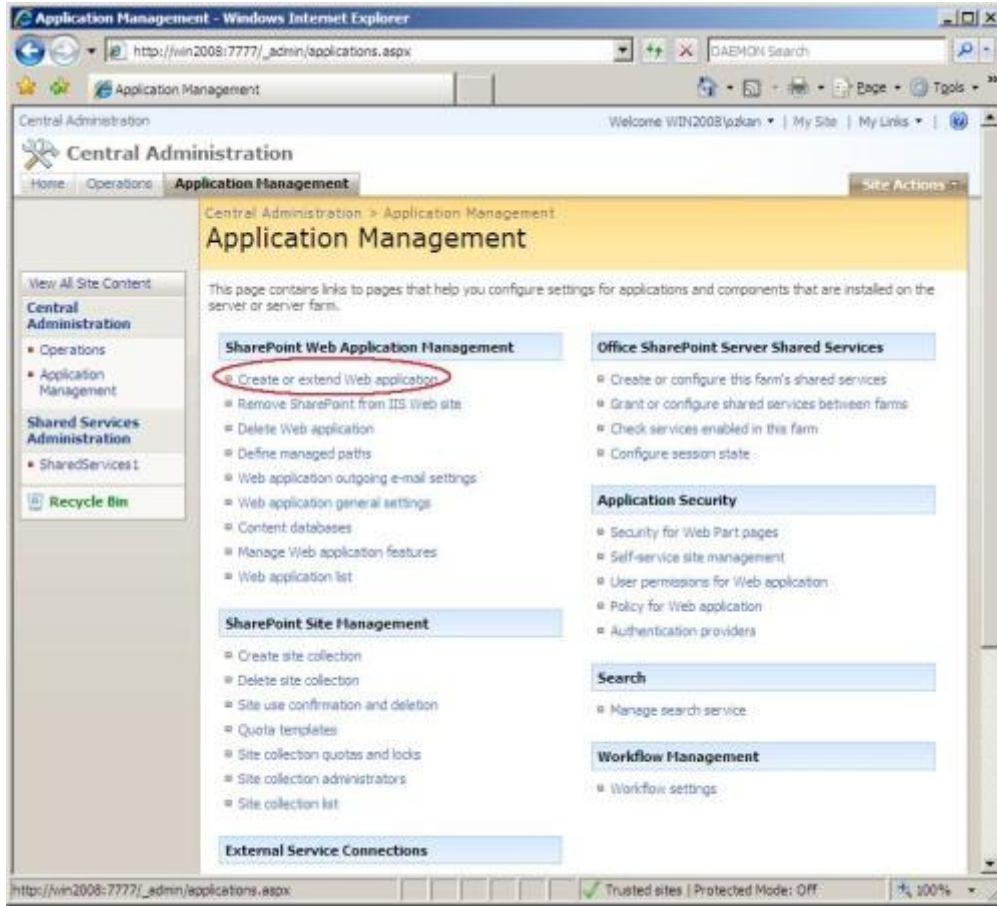 Application Management - Windows Internet Explorer
http://win2008:7777/_admin/applications.aspx
DAEMON Search
Application Management
Page
Tools
Central Administration
Welcome WIN2008\ozkan
My Site
My Links
Central Administration
Home
Operations
Application Management
Site Actions
Central Administration > Application Management
Application Management
This page contains links to pages that help you configure settings for applications and components that are installed on the
server or server farm.
View All Site Content
Central
Administration
Operations
Application
Management
Shared Services
Administration
SharedServices1
Recycle Bin
SharePoint Web Application Management
Create or extend Web application
Remove SharePoint from IIS Web site
Delete Web application
Define managed paths
Web application outgoing e-mail settings
Web application general settings
Content databases
Manage Web application features
Web application list
SharePoint Site Management
Create site collection
Delete site collection
Site use confirmation and deletion
Quota templates
Site collection quotas and locks
Site collection administrators
Site collection list
External Service Connections
Office SharePoint Server Shared Services
Create or configure this farm's shared services
Grant or configure shared services between farms
Check services enabled in this farm
Configure session state
Application Security
Security for Web Part pages
Self-service site management
User permissions for Web application
Policy for Web application
Authentication providers
Search
Manage search service
Workflow Management
Workflow settings
http://win2008:7777/_admin/applications.aspx
Trusted sites | Protected Mode: Off
100%